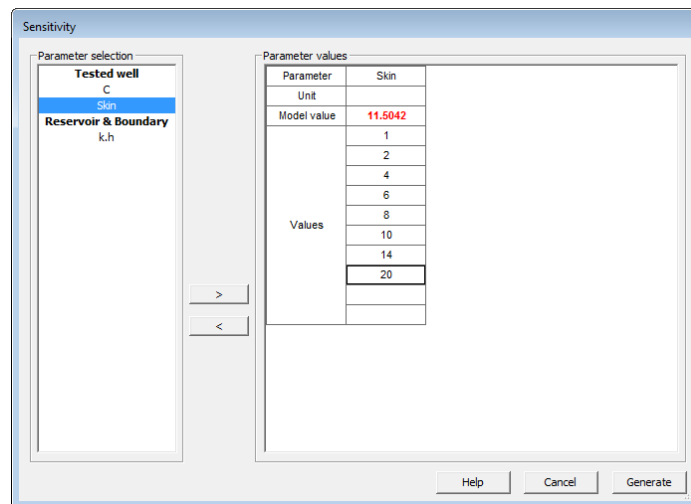 Sensitivity
Parameter selection
Tested well
C
Skin
Reservoir & Boundary
k.h
>
<
Parameter values
Parameter Skin
Unit
Model value 11.5042
Values
1
2
4
6
8
10
14
20
Help Cancel Generate